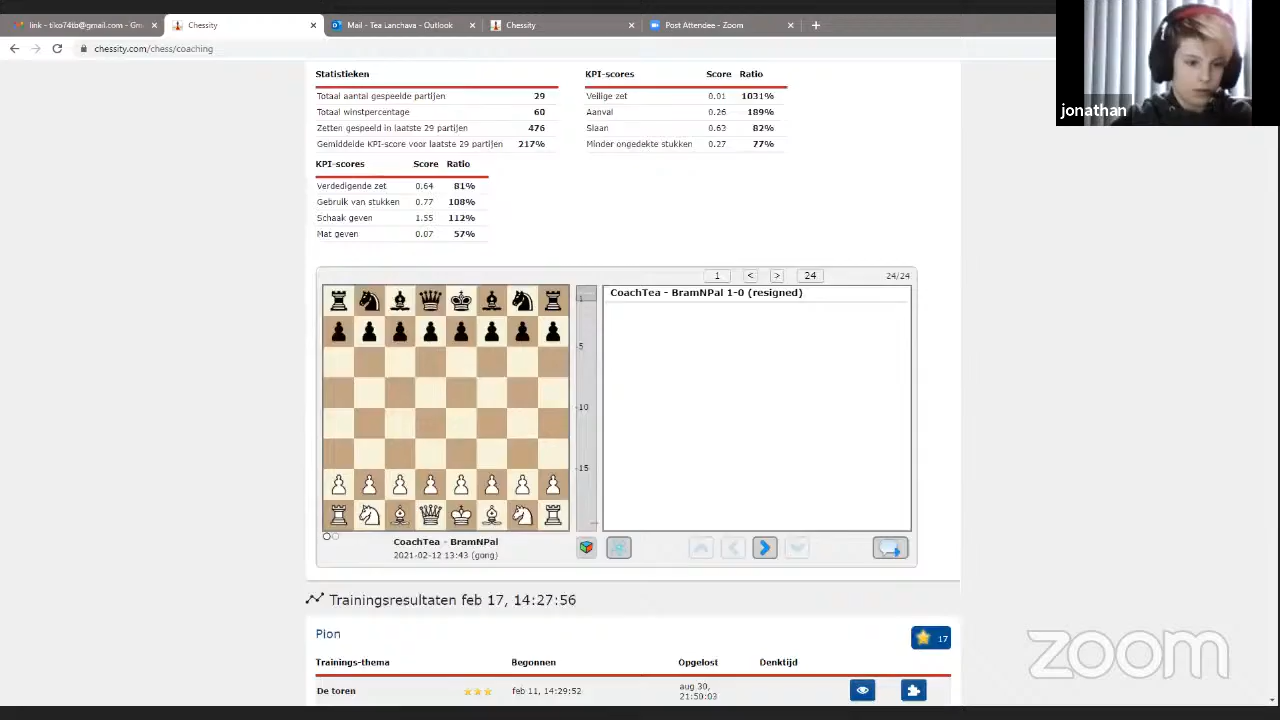 link - tiko74tb@gmail.com - Gm
Chessity
Mail - Tea Lanchava - Outlook
Chessity
Post Attendee - Zoom
chessity.com/chess/coaching
jonathan
Statistieken
Totaal aantal gespeelde partijen 29
Totaal winstpercentage 60
Zetten gespeeld in laatste 29 partijen 476
Gemiddelde KPI-score voor laatste 29 partijen 217%
KPI-scores Score Ratio
Veilige zet 0.01 1031%
Aanval 0.26 189%
Slaan 0.63 82%
Minder ongedekte stukken 0.27 77%
KPI-scores Score Ratio
Verdedigende zet 0.64 81%
Gebruik van stukken 0.77 108%
Schaak geven 1.55 112%
Mat geven 0.07 57%
1 < > 24 24/24
CoachTea - BramNPal 1-0 (resigned)
1
5
10
15
CoachTea - BramNPal
2021-02-12 13:43 (gong)
Trainingsresultaten feb 17, 14:27:56
Pion
17
Trainings-thema Begonnen Opgelost Denktijd
De toren feb 11, 14:29:52 aug 30,
21:50:03
zoom